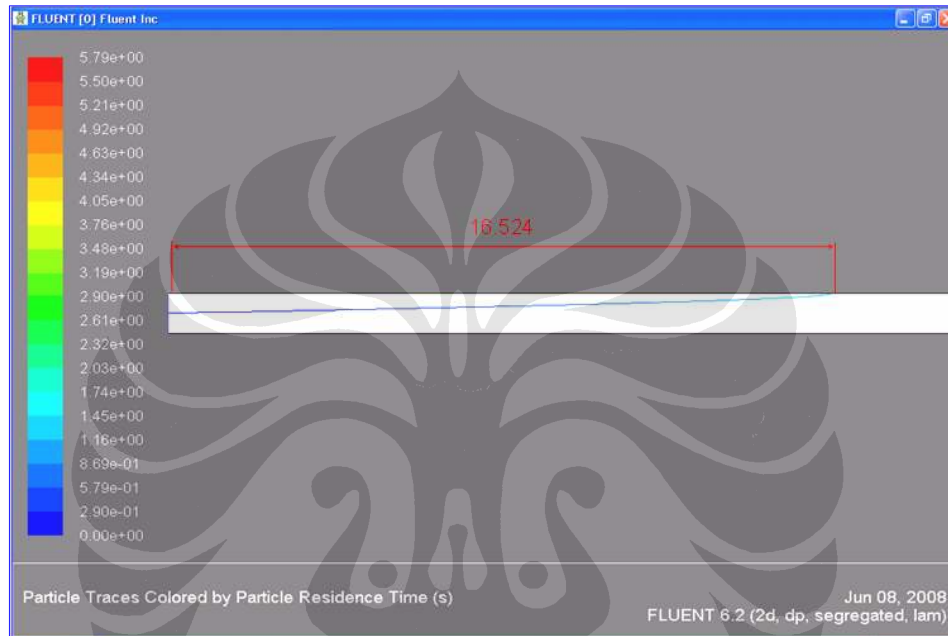 FLUENT [0] Fluent Inc
5.79e+00
5.50e+00
5.21e+00
4.92e+00
4.63e+00
4.34e+00
4.05e+00
3.76e+00
3.48e+00
3.19e+00
2.90e+00
2.61e+00
2.32e+00
2.03e+00
1.74e+00
1.45e+00
1.16e+00
8.69e-01
5.79e-01
2.90e-01
0.00e+00
16.524
Particle Traces Colored by Particle Residence Time (s)
Jun 08, 2008
FLUENT 6.2 (2d, dp, segregated, lam)